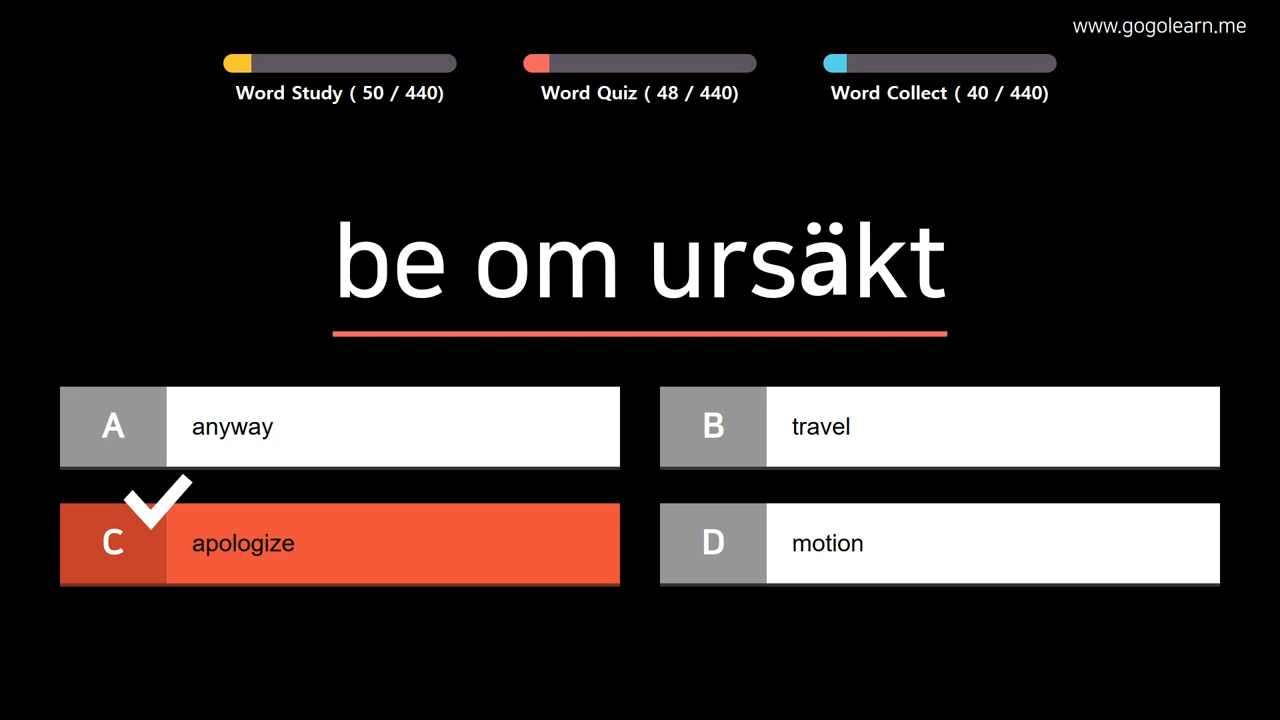 www.gogolearn.me
Word Study ( 50 / 440)
Word Quiz ( 48 / 440)
Word Collect ( 40 / 440)
be om ursäkt
A anyway
B travel
C apologize
D motion